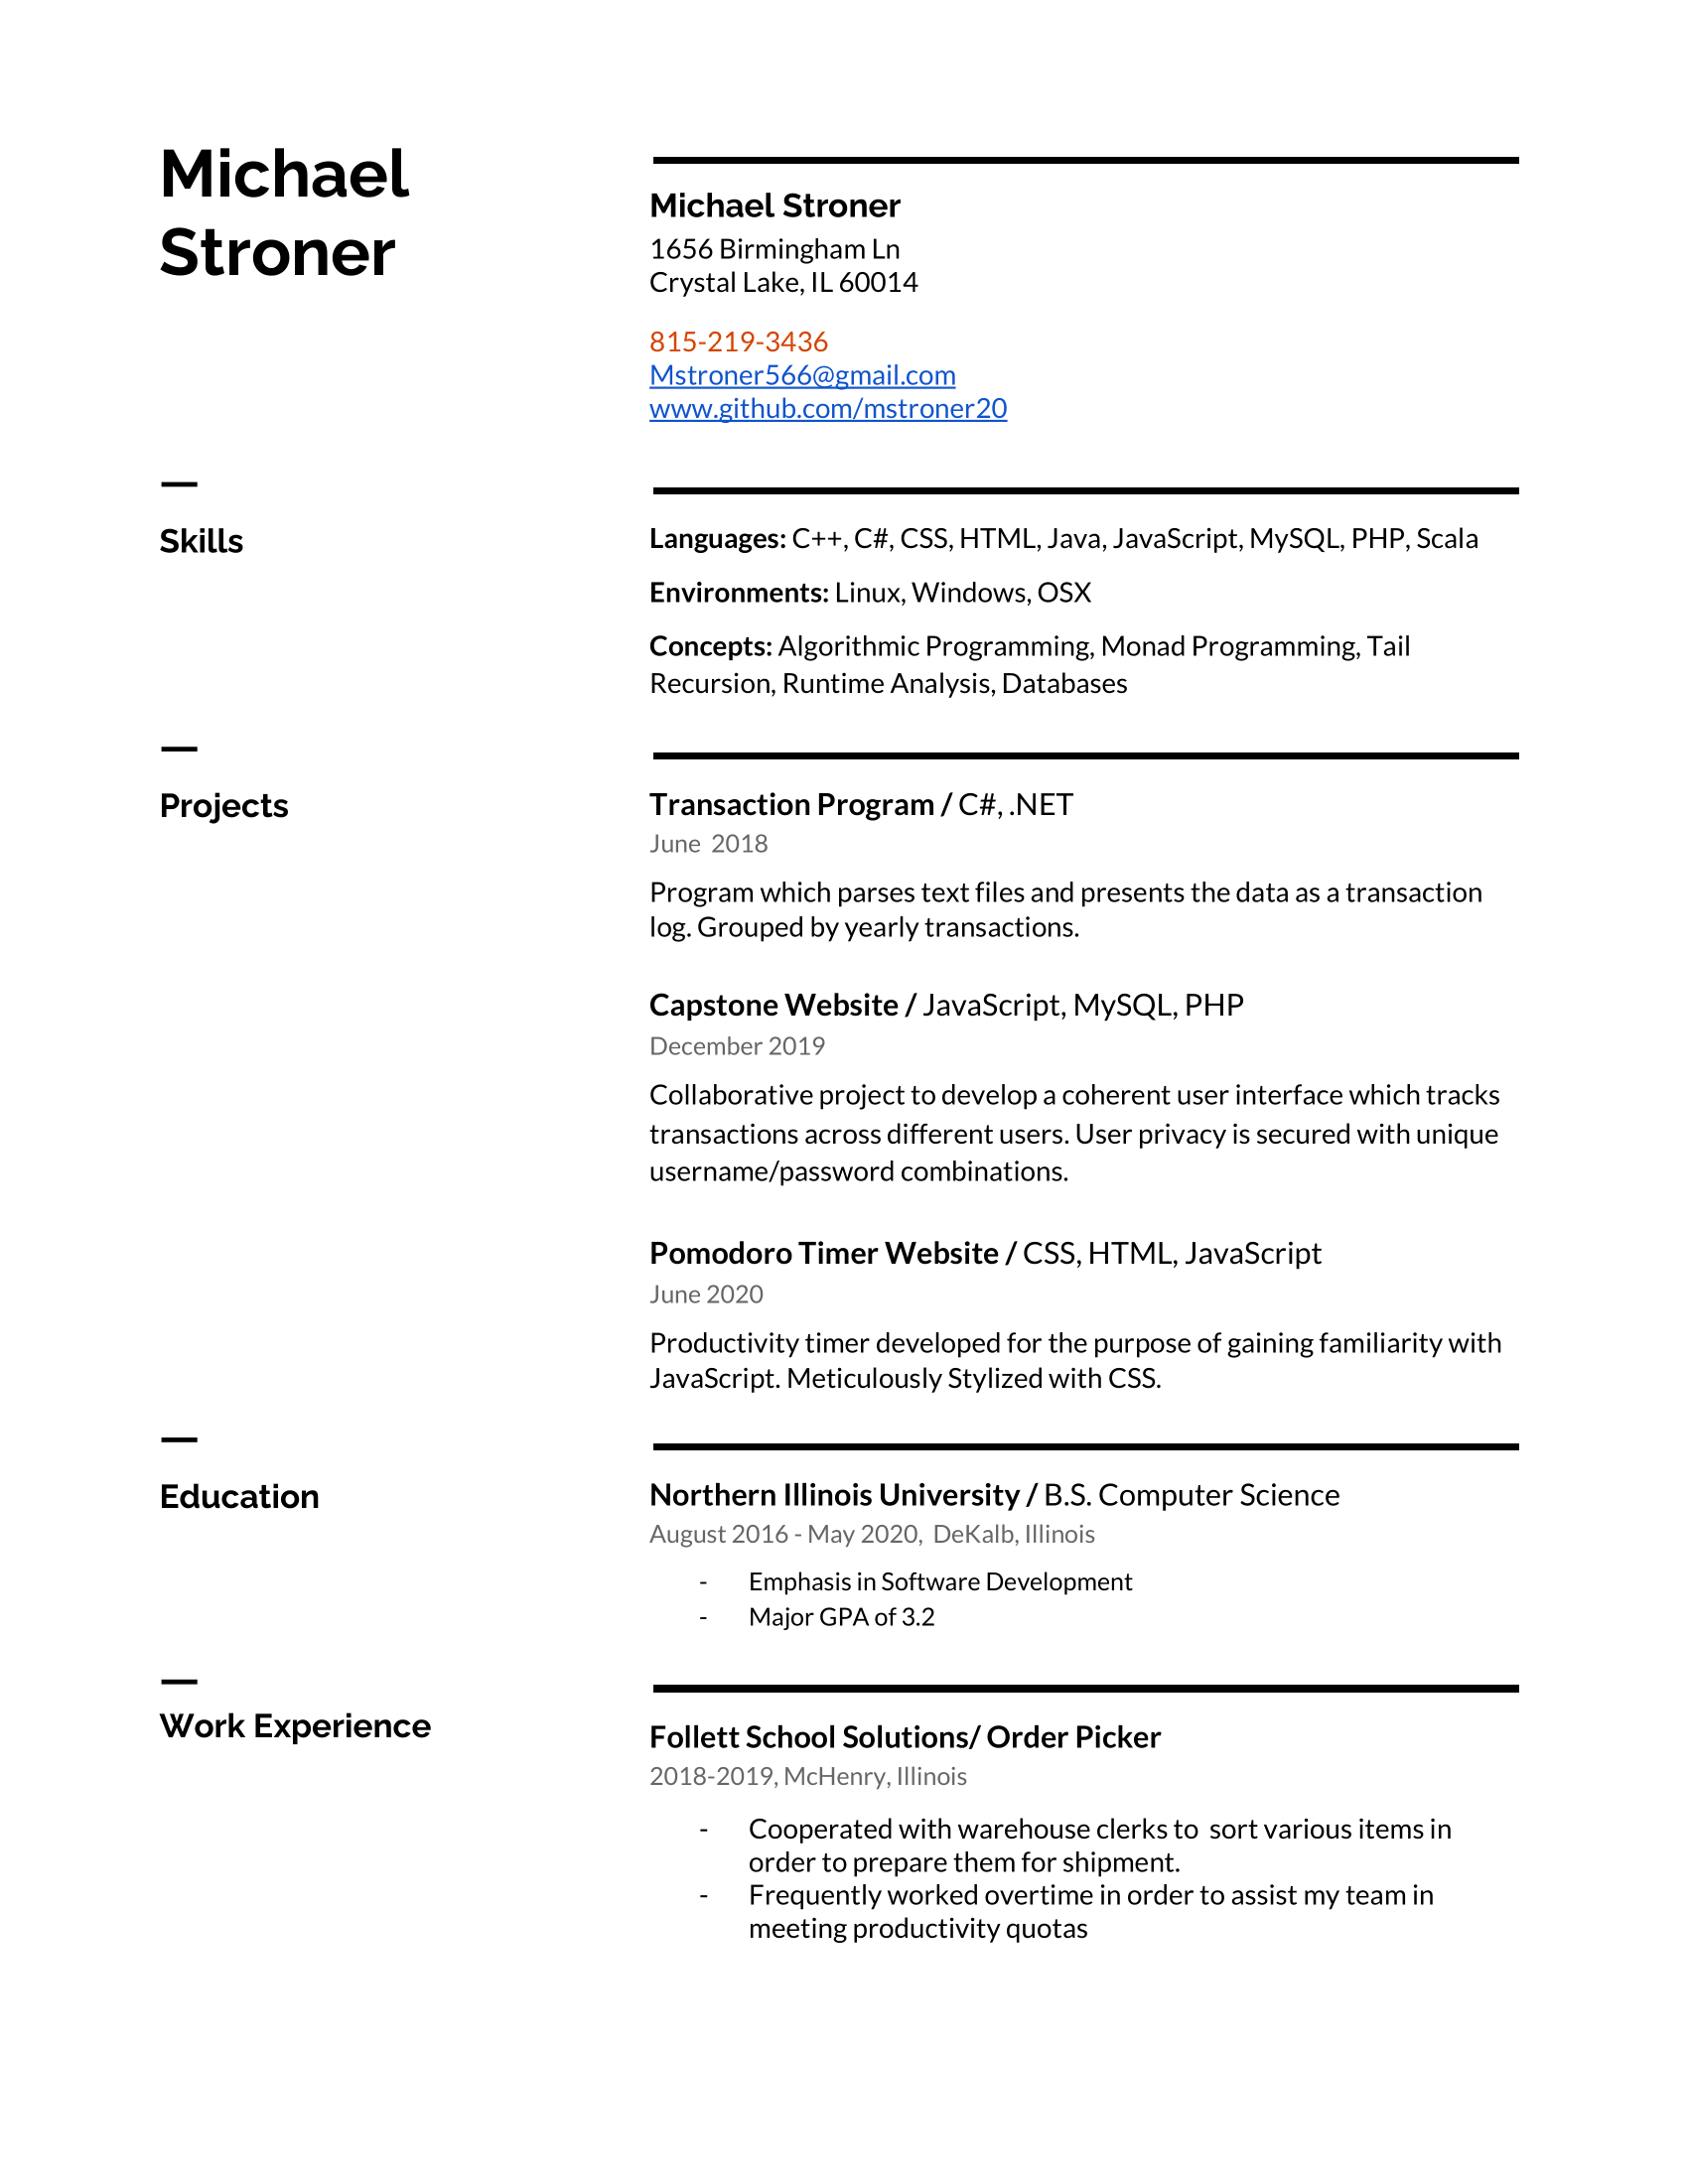 Michael
Stroner
Michael Stroner
1656 Birmingham Ln
Crystal Lake, IL 60014
815-219-3436
Mstroner566@gmail.com
www.github.com/mstroner20
—
Skills
Languages: C++, C#, CSS, HTML, Java, JavaScript, MySQL, PHP, Scala
Environments: Linux, Windows, OSX
Concepts: Algorithmic Programming, Monad Programming, Tail
Recursion, Runtime Analysis, Databases
—
Projects
Transaction Program / C#, .NET
June  2018
Program which parses text files and presents the data as a transaction
log. Grouped by yearly transactions.
Capstone Website / JavaScript, MySQL, PHP
December 2019
Collaborative project to develop a coherent user interface which tracks
transactions across different users. User privacy is secured with unique
username/password combinations.
Pomodoro Timer Website / CSS, HTML, JavaScript
June 2020
Productivity timer developed for the purpose of gaining familiarity with
JavaScript. Meticulously Stylized with CSS.
—
Education
Northern Illinois University / B.S. Computer Science
August 2016 - May 2020,  DeKalb, Illinois
- Emphasis in Software Development
- Major GPA of 3.2
—
Work Experience
Follett School Solutions/ Order Picker
2018-2019, McHenry, Illinois
- Cooperated with warehouse clerks to  sort various items in
order to prepare them for shipment.
- Frequently worked overtime in order to assist my team in
meeting productivity quotas